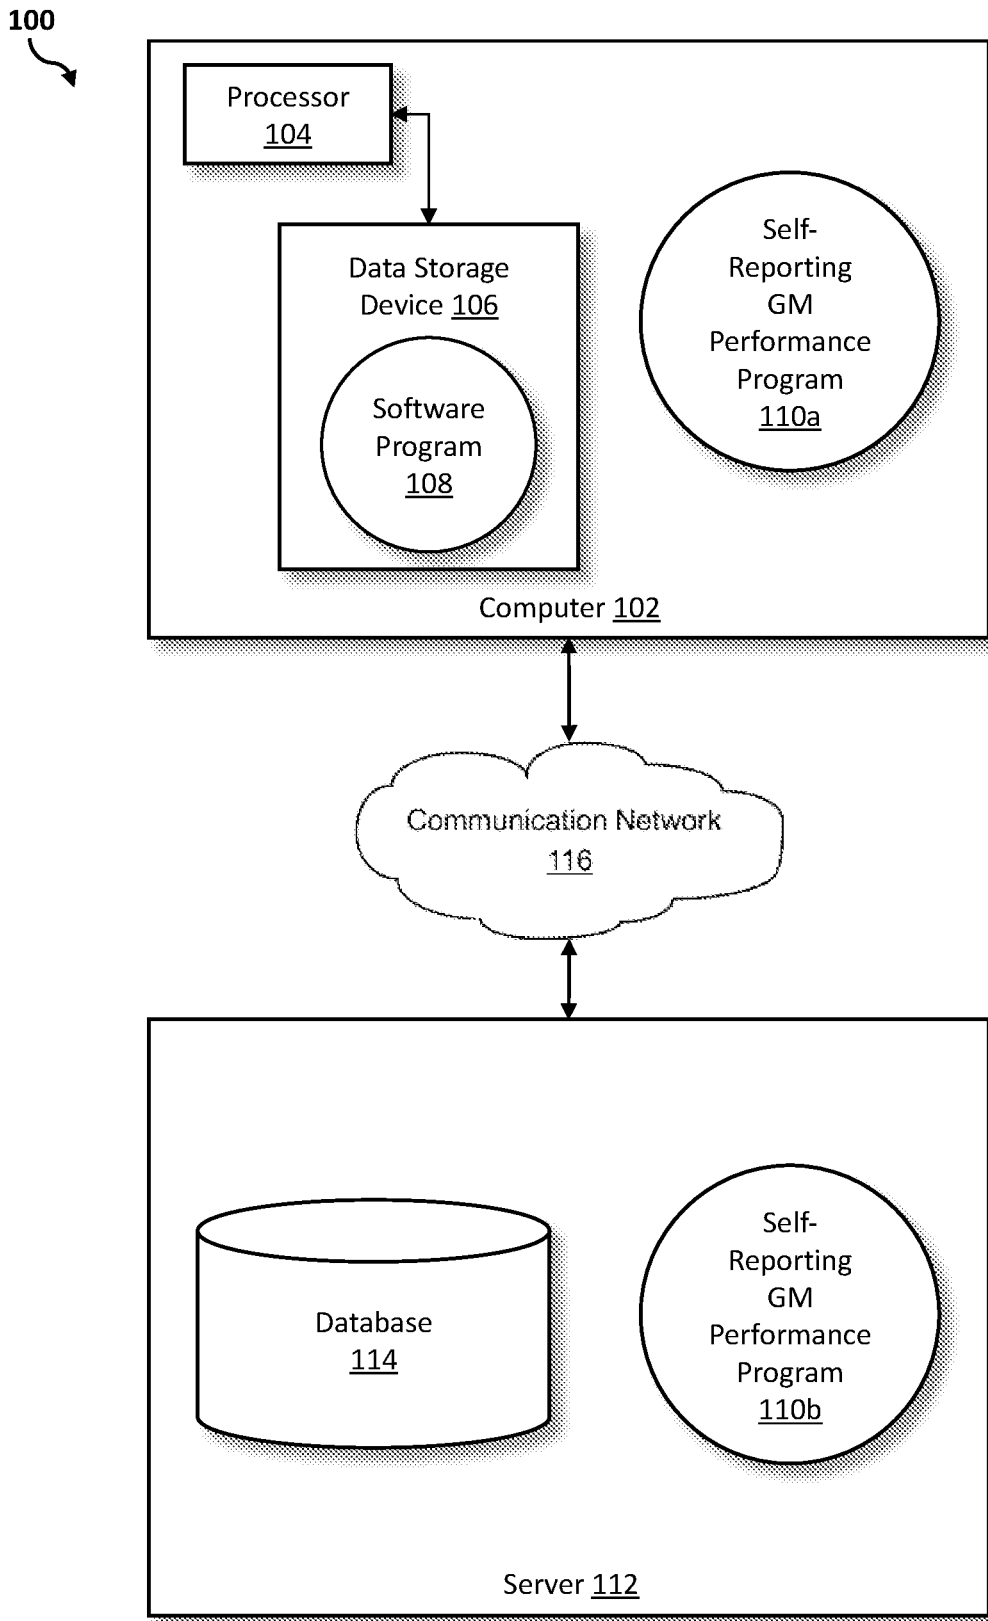 100
Processor
104
Data Storage
Device 106
Software
Program
108
Self-
Reporting
GM
Performance
Program
110a
Computer 102
Communication Network
116
Database
114
Self-
Reporting
GM
Performance
Program
110b
Server 112